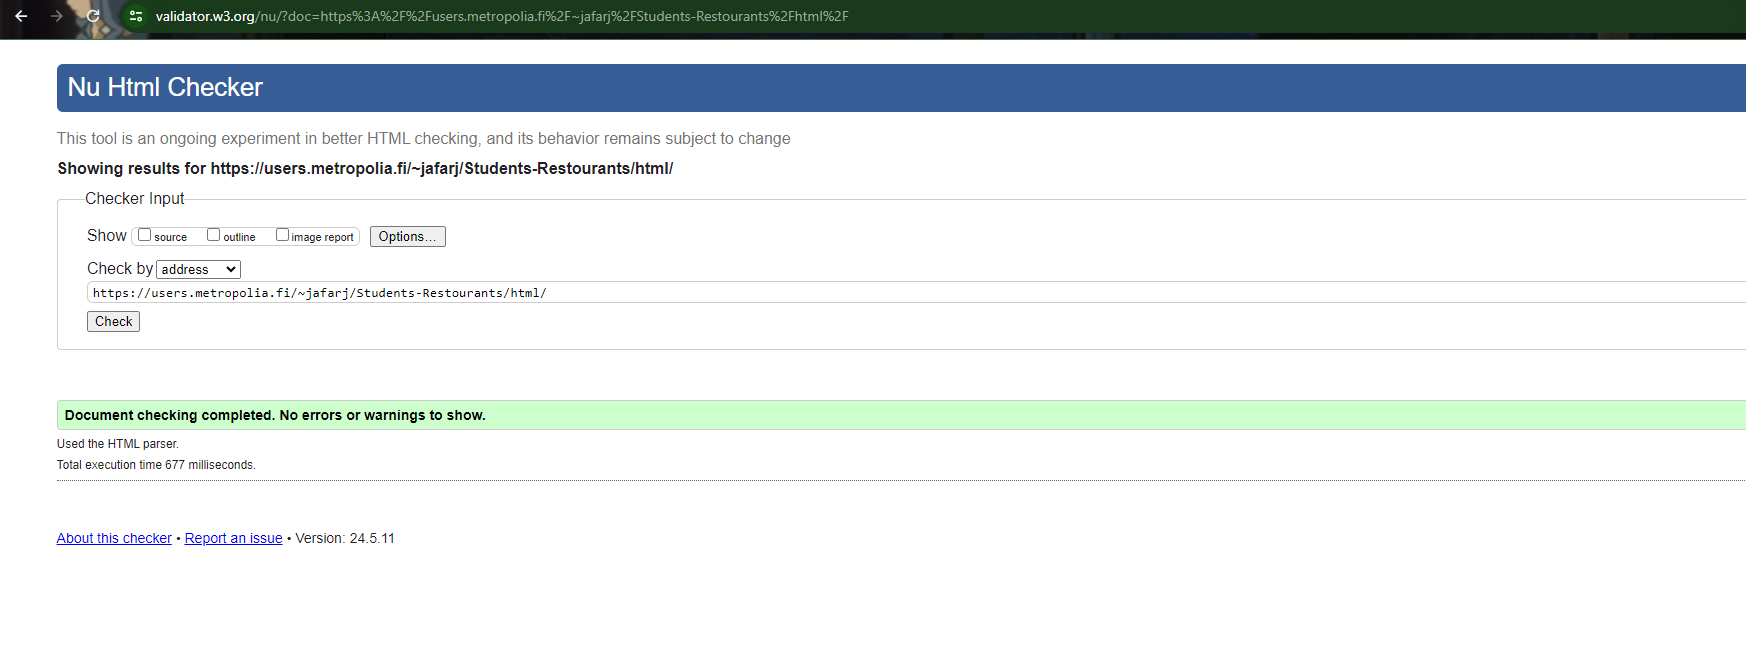 validator.w3.org/nu/?doc=https%3A%2F%2Fusers.metropolia.fi%2F~jafarj%2FStudents-Restourants%2Fhtml%2F
Nu Html Checker
This tool is an ongoing experiment in better HTML checking, and its behavior remains subject to change
Showing results for https://users.metropolia.fi/~jafarj/Students-Restourants/html/
Checker Input
Show source outline image report Options...
Check by address
https://users.metropolia.fi/~jafarj/Students-Restourants/html/
Check
Document checking completed. No errors or warnings to show.
Used the HTML parser.
Total execution time 677 milliseconds.
About this checker • Report an issue • Version: 24.5.11